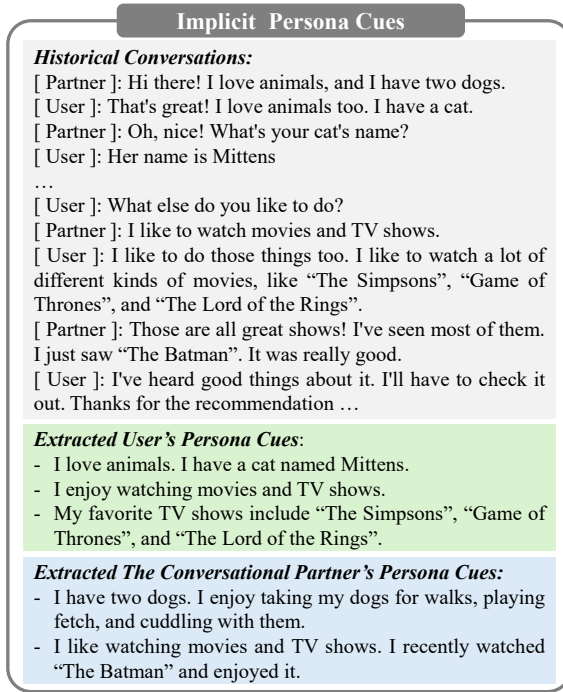 Implicit Persona Cues
Historical Conversations:
[ Partner ]: Hi there! I love animals, and I have two dogs.
[ User ]: That's great! I love animals too. I have a cat.
[ Partner ]: Oh, nice! What's your cat's name?
[ User ]: Her name is Mittens
…
[ User ]: What else do you like to do?
[ Partner ]: I like to watch movies and TV shows.
[ User ]: I like to do those things too. I like to watch a lot of
different kinds of movies, like “The Simpsons”, “Game of
Thrones”, and “The Lord of the Rings”.
[ Partner ]: Those are all great shows! I've seen most of them.
I just saw “The Batman”. It was really good.
[ User ]: I've heard good things about it. I'll have to check it
out. Thanks for the recommendation …
Extracted User’s Persona Cues:
- I love animals. I have a cat named Mittens.
- I enjoy watching movies and TV shows.
- My favorite TV shows include “The Simpsons”, “Game of
Thrones”, and “The Lord of the Rings”.
Extracted The Conversational Partner’s Persona Cues:
- I have two dogs. I enjoy taking my dogs for walks, playing
fetch, and cuddling with them.
- I like watching movies and TV shows. I recently watched
“The Batman” and enjoyed it.